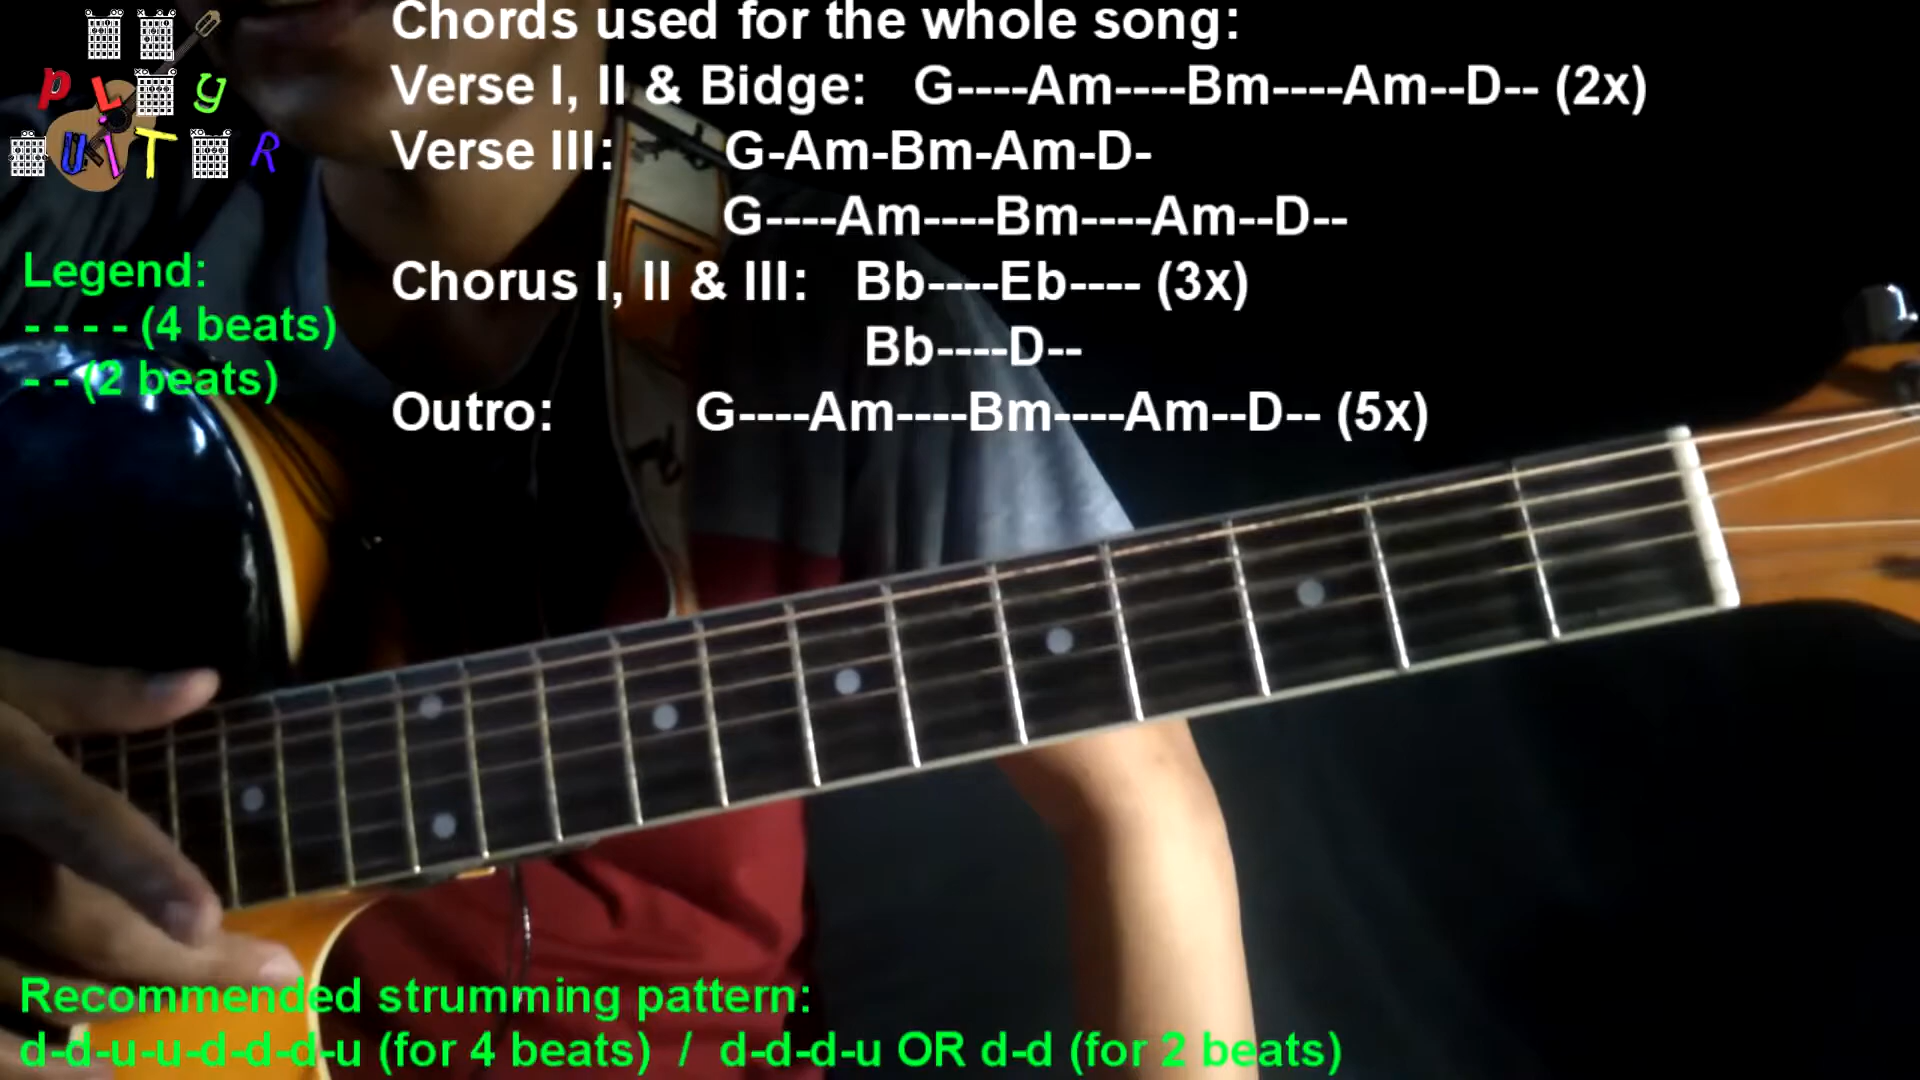 PLAY
GUITAR
Chords used for the whole song:
Verse I, II & Bidge: G----Am----Bm----Am--D-- (2x)
Verse III: G-Am-Bm-Am-D-
G----Am----Bm----Am--D--
Chorus I, II & III: Bb----Eb---- (3x)
Bb----D--
Outro: G----Am----Bm----Am--D-- (5x)
Legend:
- - - - (4 beats)
- - (2 beats)
Recommended strumming pattern:
d-d-u-u-d-d-d-u (for 4 beats) / d-d-d-u OR d-d (for 2 beats)